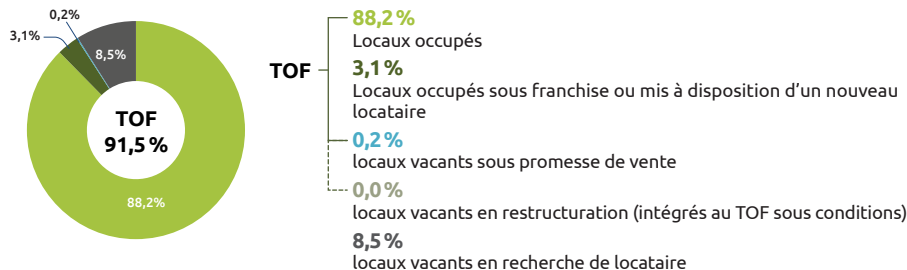 0,2%
3,1%
8,5%
TOF
91,5 %
88,2%
TOF
88,2 %
Locaux occupés
3,1 %
Locaux occupés sous franchise ou mis à disposition d’un nouveau
locataire
0,2 %
locaux vacants sous promesse de vente
0,0 %
locaux vacants en restructuration (intégrés au TOF sous conditions)
8,5 %
locaux vacants en recherche de locataire